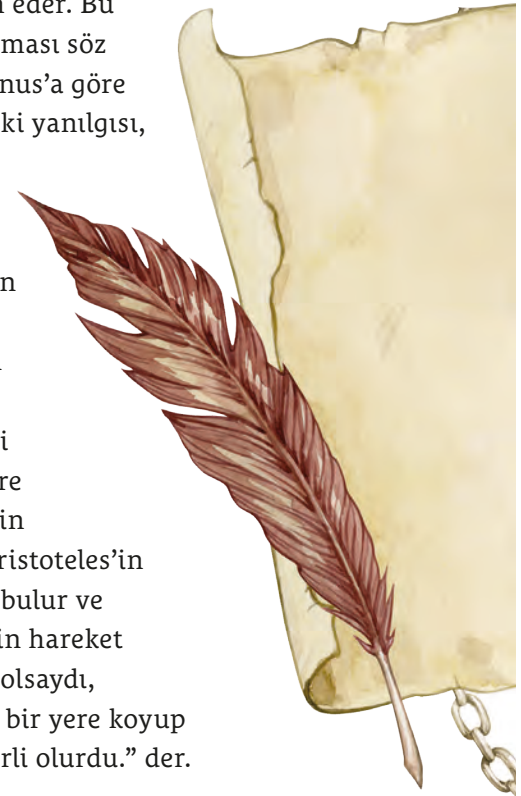 eder. Bu
ması söz
nus’a göre
ki yanılgısı,
n
i
re
in
ristoteles’in
bulur ve
in hareket
olsaydı,
bir yere koyup
rli olurdu.” der.